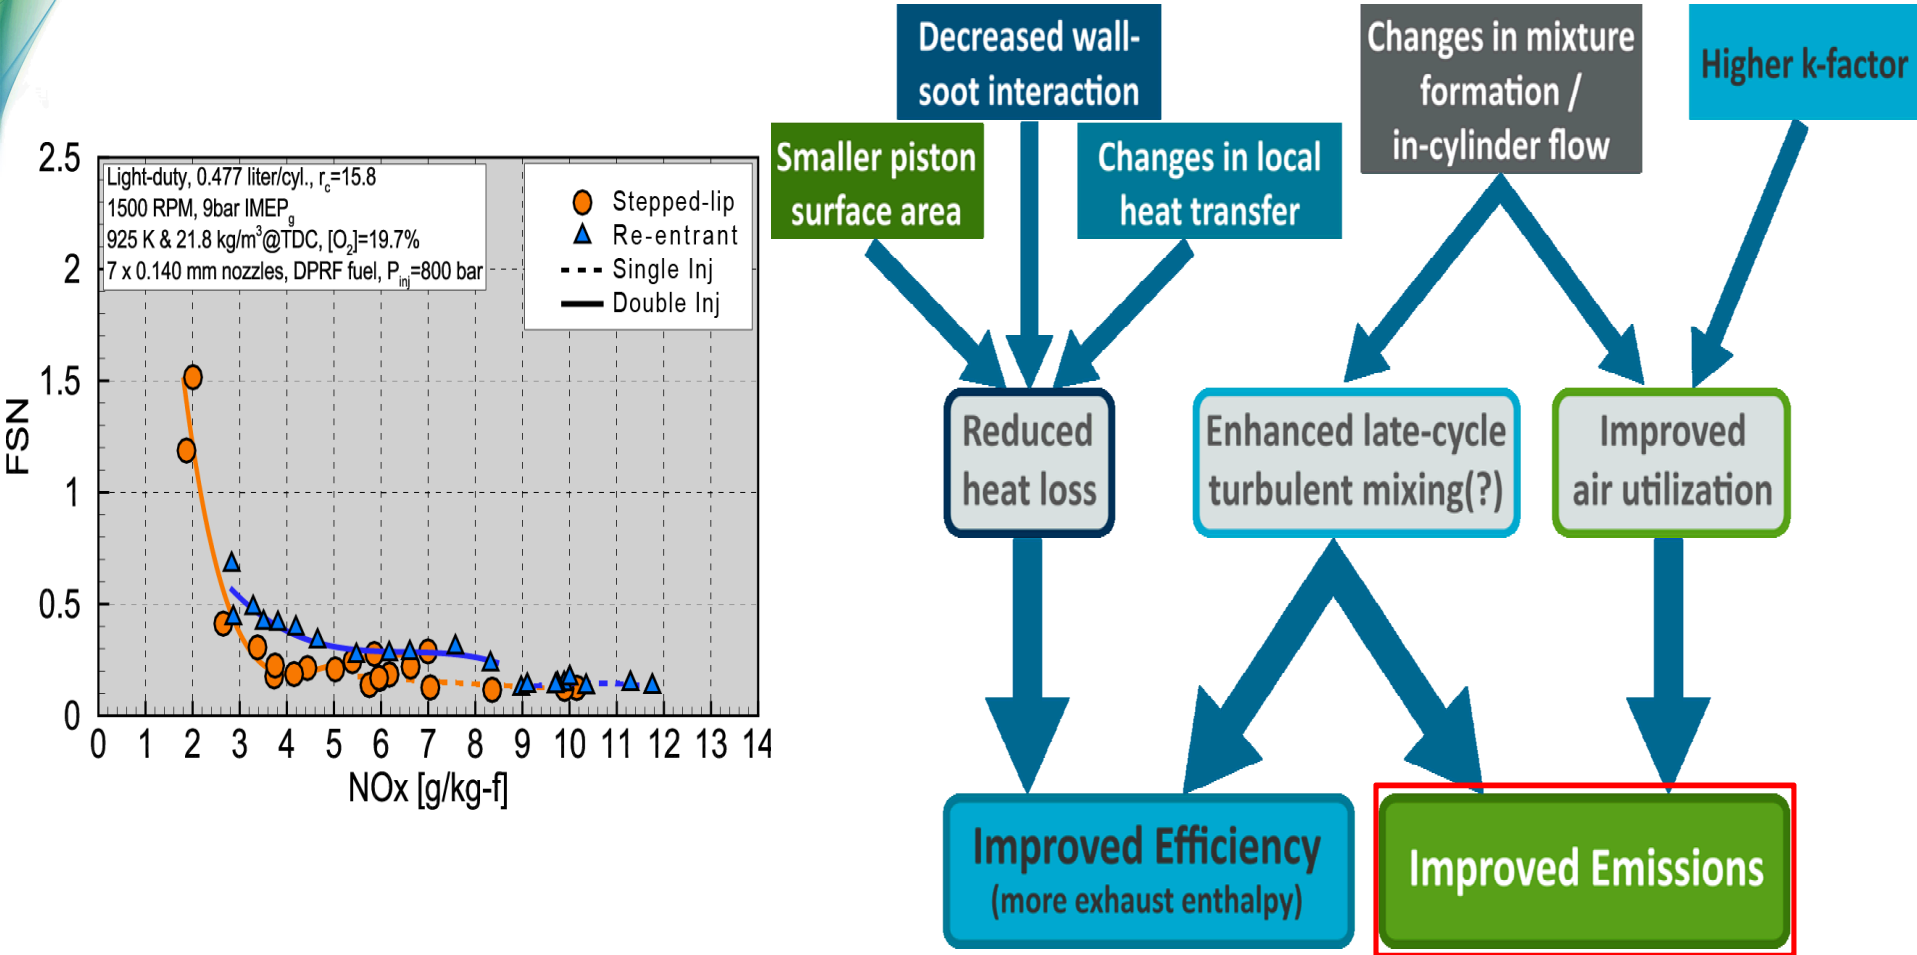 Decreased wall-
soot interaction
Changes in mixture
formation /
in-cylinder flow
Higher k-factor
Smaller piston
surface area
Changes in local
heat transfer
Reduced
heat loss
Enhanced late-cycle
turbulent mixing(?)
Improved
air utilization
Improved Efficiency
(more exhaust enthalpy)
Improved Emissions
Light-duty, 0.477 liter/cyl., rc=15.8
1500 RPM, 9bar IMEPg
925 K & 21.8 kg/m³@TDC, [O₂]=19.7%
7 x 0.140 mm nozzles, DPRF fuel, Pinj=800 bar
Stepped-lip
Re-entrant
Single Inj
Double Inj
2.5
2
1.5
1
0.5
0
FSN
0 1 2 3 4 5 6 7 8 9 10 11 12 13 14
NOx [g/kg-f]